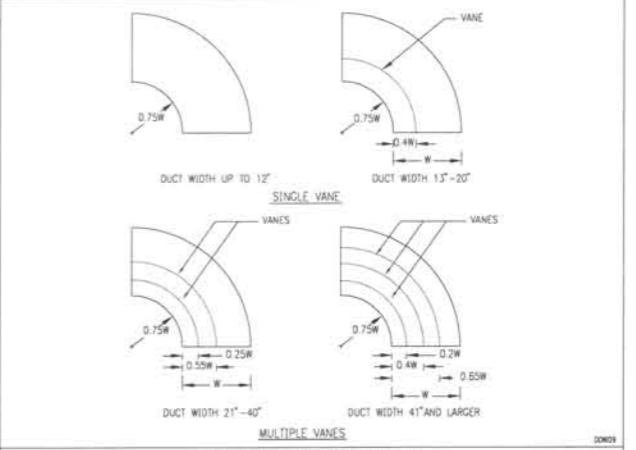 VANE
0.75W
0.75W
0.4W
W
DUCT WIDTH UP TO 12"
DUCT WIDTH 13"-20"
SINGLE VANE
VANES
VANES
0.75W
0.75W
0.25W
0.2W
0.55W
0.4W
0.65W
W
W
DUCT WIDTH 21"-40"
DUCT WIDTH 41"AND LARGER
MULTIPLE VANES